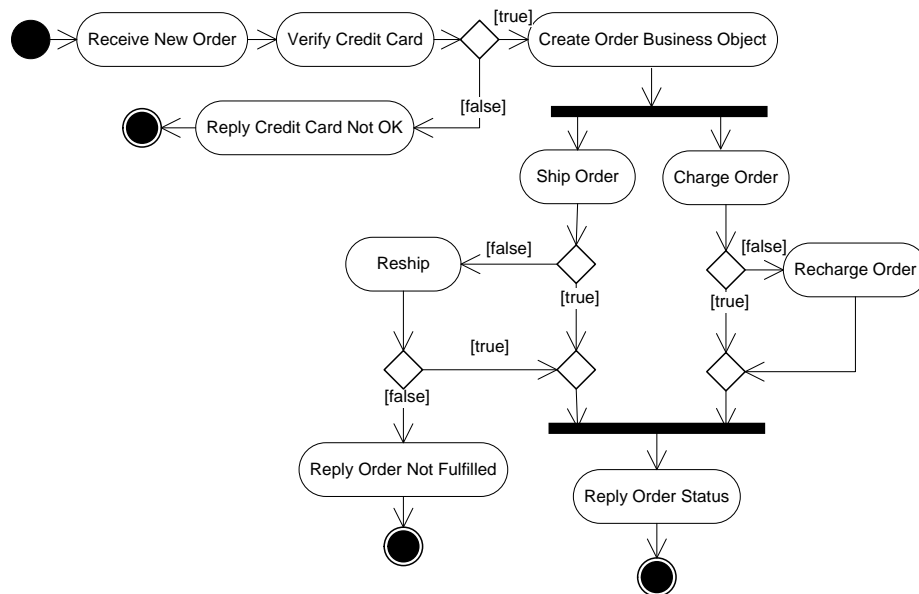 [true]
Receive New Order
Verify Credit Card
Create Order Business Object
[false]
Reply Credit Card Not OK
Ship Order
Charge Order
[false]
[false]
Reship
Recharge Order
[true]
[true]
[true]
[false]
Reply Order Not Fulfilled
Reply Order Status